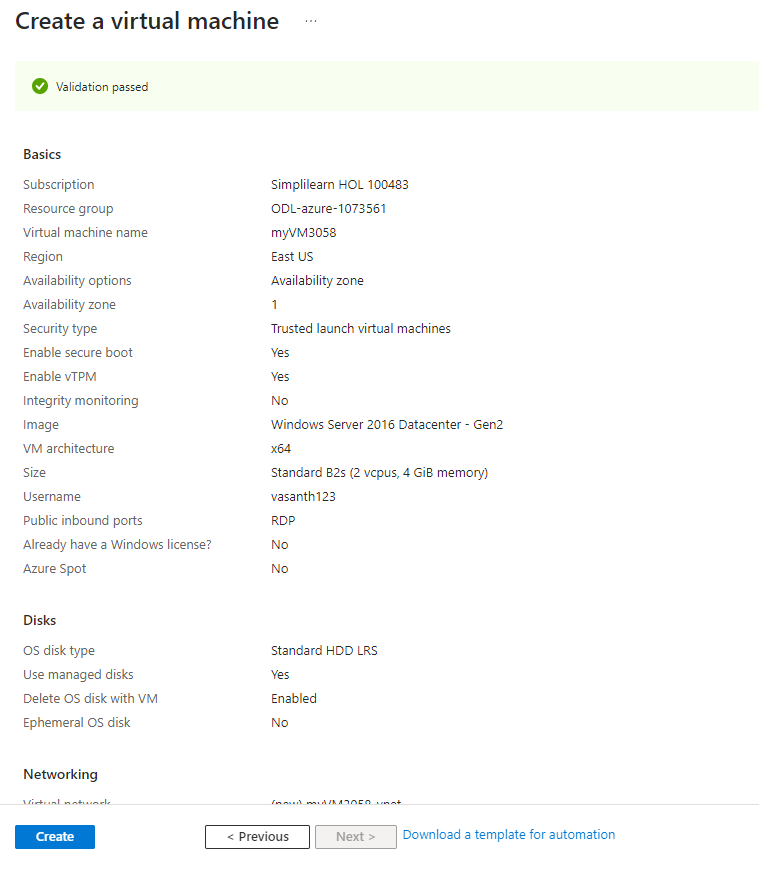 Create a virtual machine ...
Validation passed
Basics
Subscription Simplilearn HOL 100483
Resource group ODL-azure-1073561
Virtual machine name myVM3058
Region East US
Availability options Availability zone
Availability zone 1
Security type Trusted launch virtual machines
Enable secure boot Yes
Enable vTPM Yes
Integrity monitoring No
Image Windows Server 2016 Datacenter - Gen2
VM architecture x64
Size Standard B2s (2 vcpus, 4 GiB memory)
Username vasanth123
Public inbound ports RDP
Already have a Windows license? No
Azure Spot No
Disks
OS disk type Standard HDD LRS
Use managed disks Yes
Delete OS disk with VM Enabled
Ephemeral OS disk No
Networking
Virtual network (new) myVM3058-vnet
Create < Previous Next > Download a template for automation